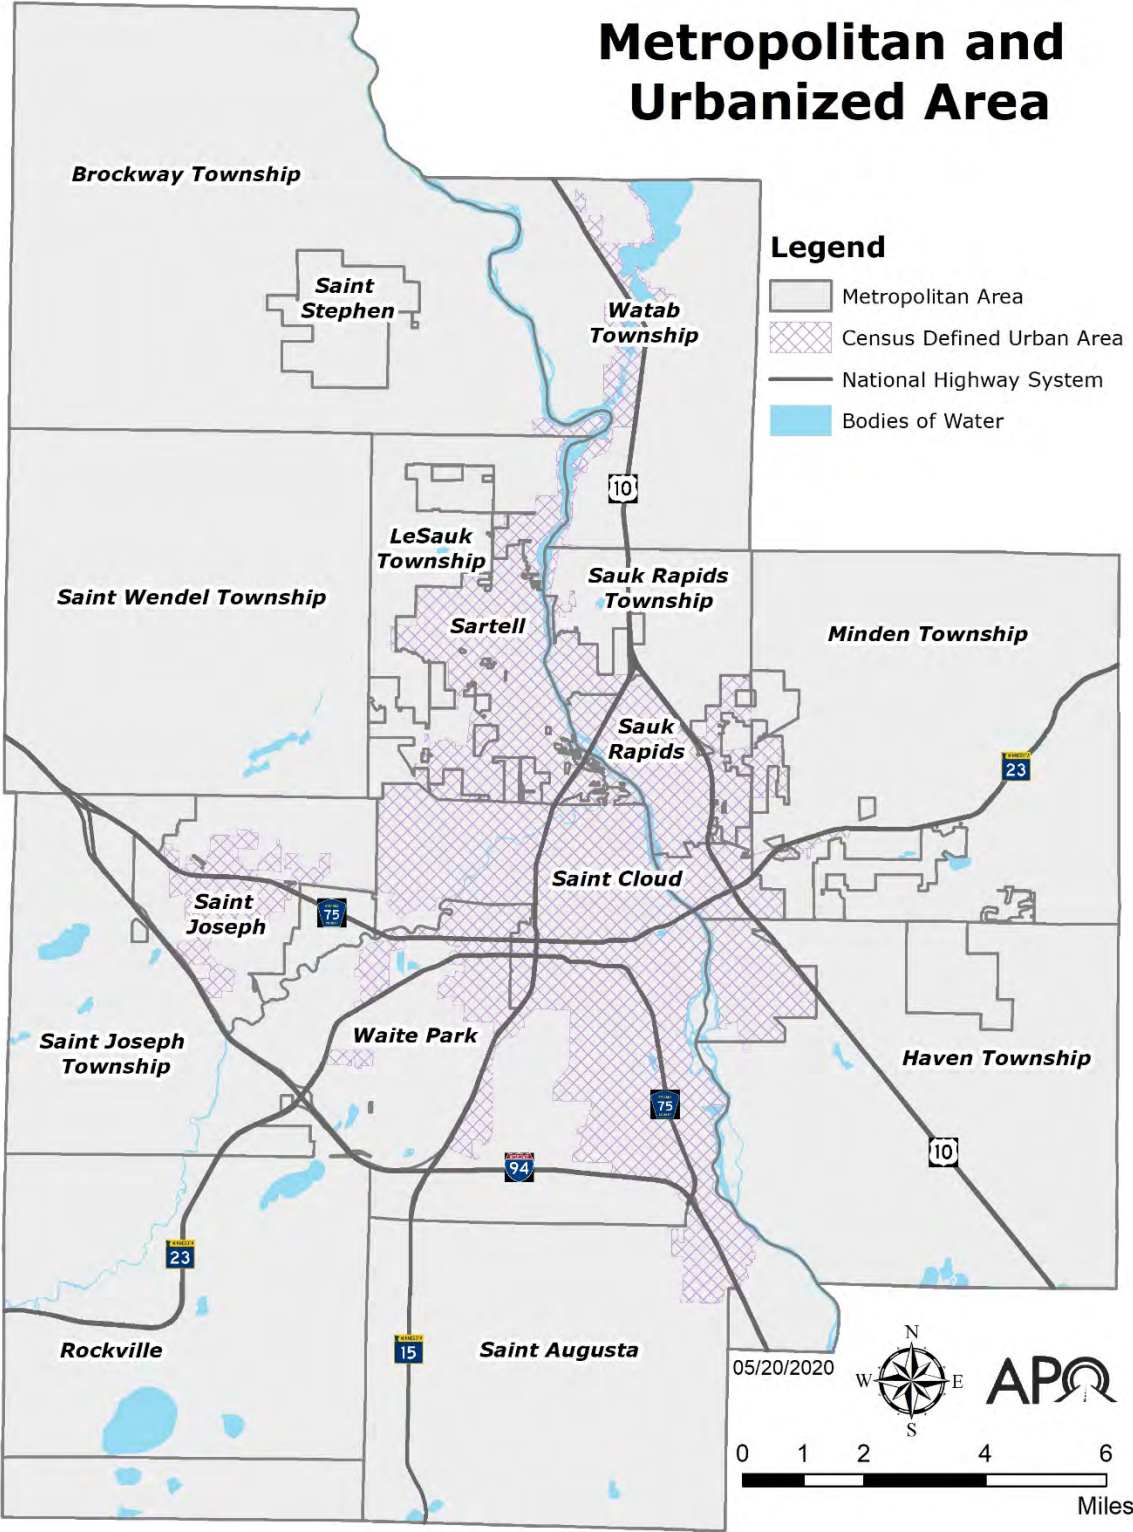 Metropolitan and
Urbanized Area
Brockway Township
Legend
Saint
Stephen
Metropolitan Area
Watab
Township
Census Defined Urban Area
National Highway System
Bodies of Water
10
LeSauk
Township
Sauk Rapids
Township
Saint Wendel Township
Sartell
Minden Township
Sauk
Rapids
23
Saint Cloud
Saint
Joseph
75
Waite Park
Saint Joseph
Township
Haven Township
75
10
94
23
Rockville
15
Saint Augusta
05/20/2020
N
W
E
S
APO
0 1 2 4 6
Miles